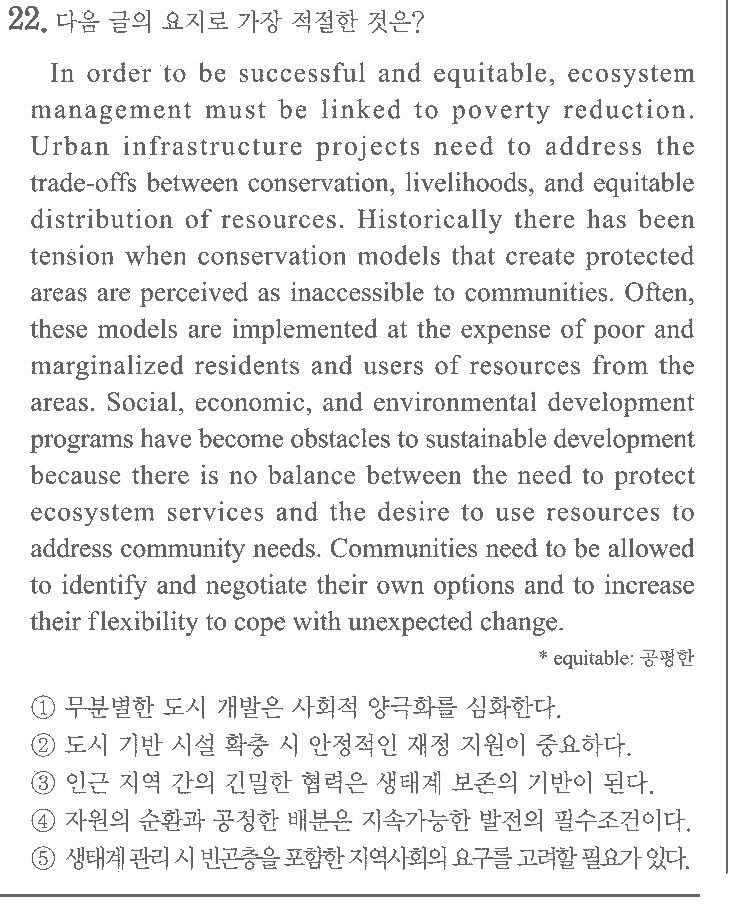 22. 다음 글의 요지로 가장 적절한 것은?
In order to be successful and equitable, ecosystem
management must be linked to poverty reduction.
Urban infrastructure projects need to address the
trade-offs between conservation, livelihoods, and equitable
distribution of resources. Historically there has been
tension when conservation models that create protected
areas are perceived as inaccessible to communities. Often,
these models are implemented at the expense of poor and
marginalized residents and users of resources from the
areas. Social, economic, and environmental development
programs have become obstacles to sustainable development
because there is no balance between the need to protect
ecosystem services and the desire to use resources to
address community needs. Communities need to be allowed
to identify and negotiate their own options and to increase
their flexibility to cope with unexpected change.
* equitable: 공평한
① 무분별한 도시 개발은 사회적 양극화를 심화한다.
② 도시 기반 시설 확충 시 안정적인 재정 지원이 중요하다.
③ 인근 지역 간의 긴밀한 협력은 생태계 보존의 기반이 된다.
④ 자원의 순환과 공정한 배분은 지속가능한 발전의 필수조건이다.
⑤ 생태계 관리 시 빈곤층을 포함한 지역사회의 요구를 고려할 필요가 있다.